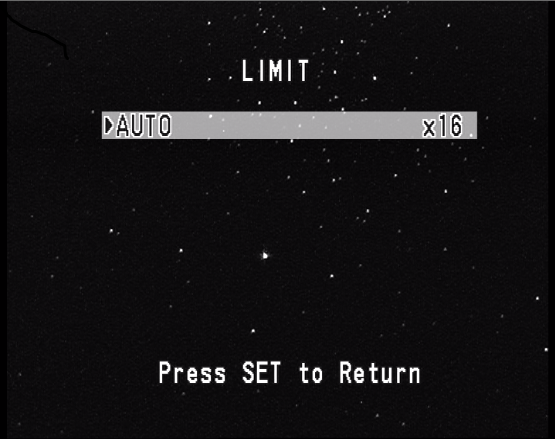 LIMIT
AUTO x16
Press SET to Return